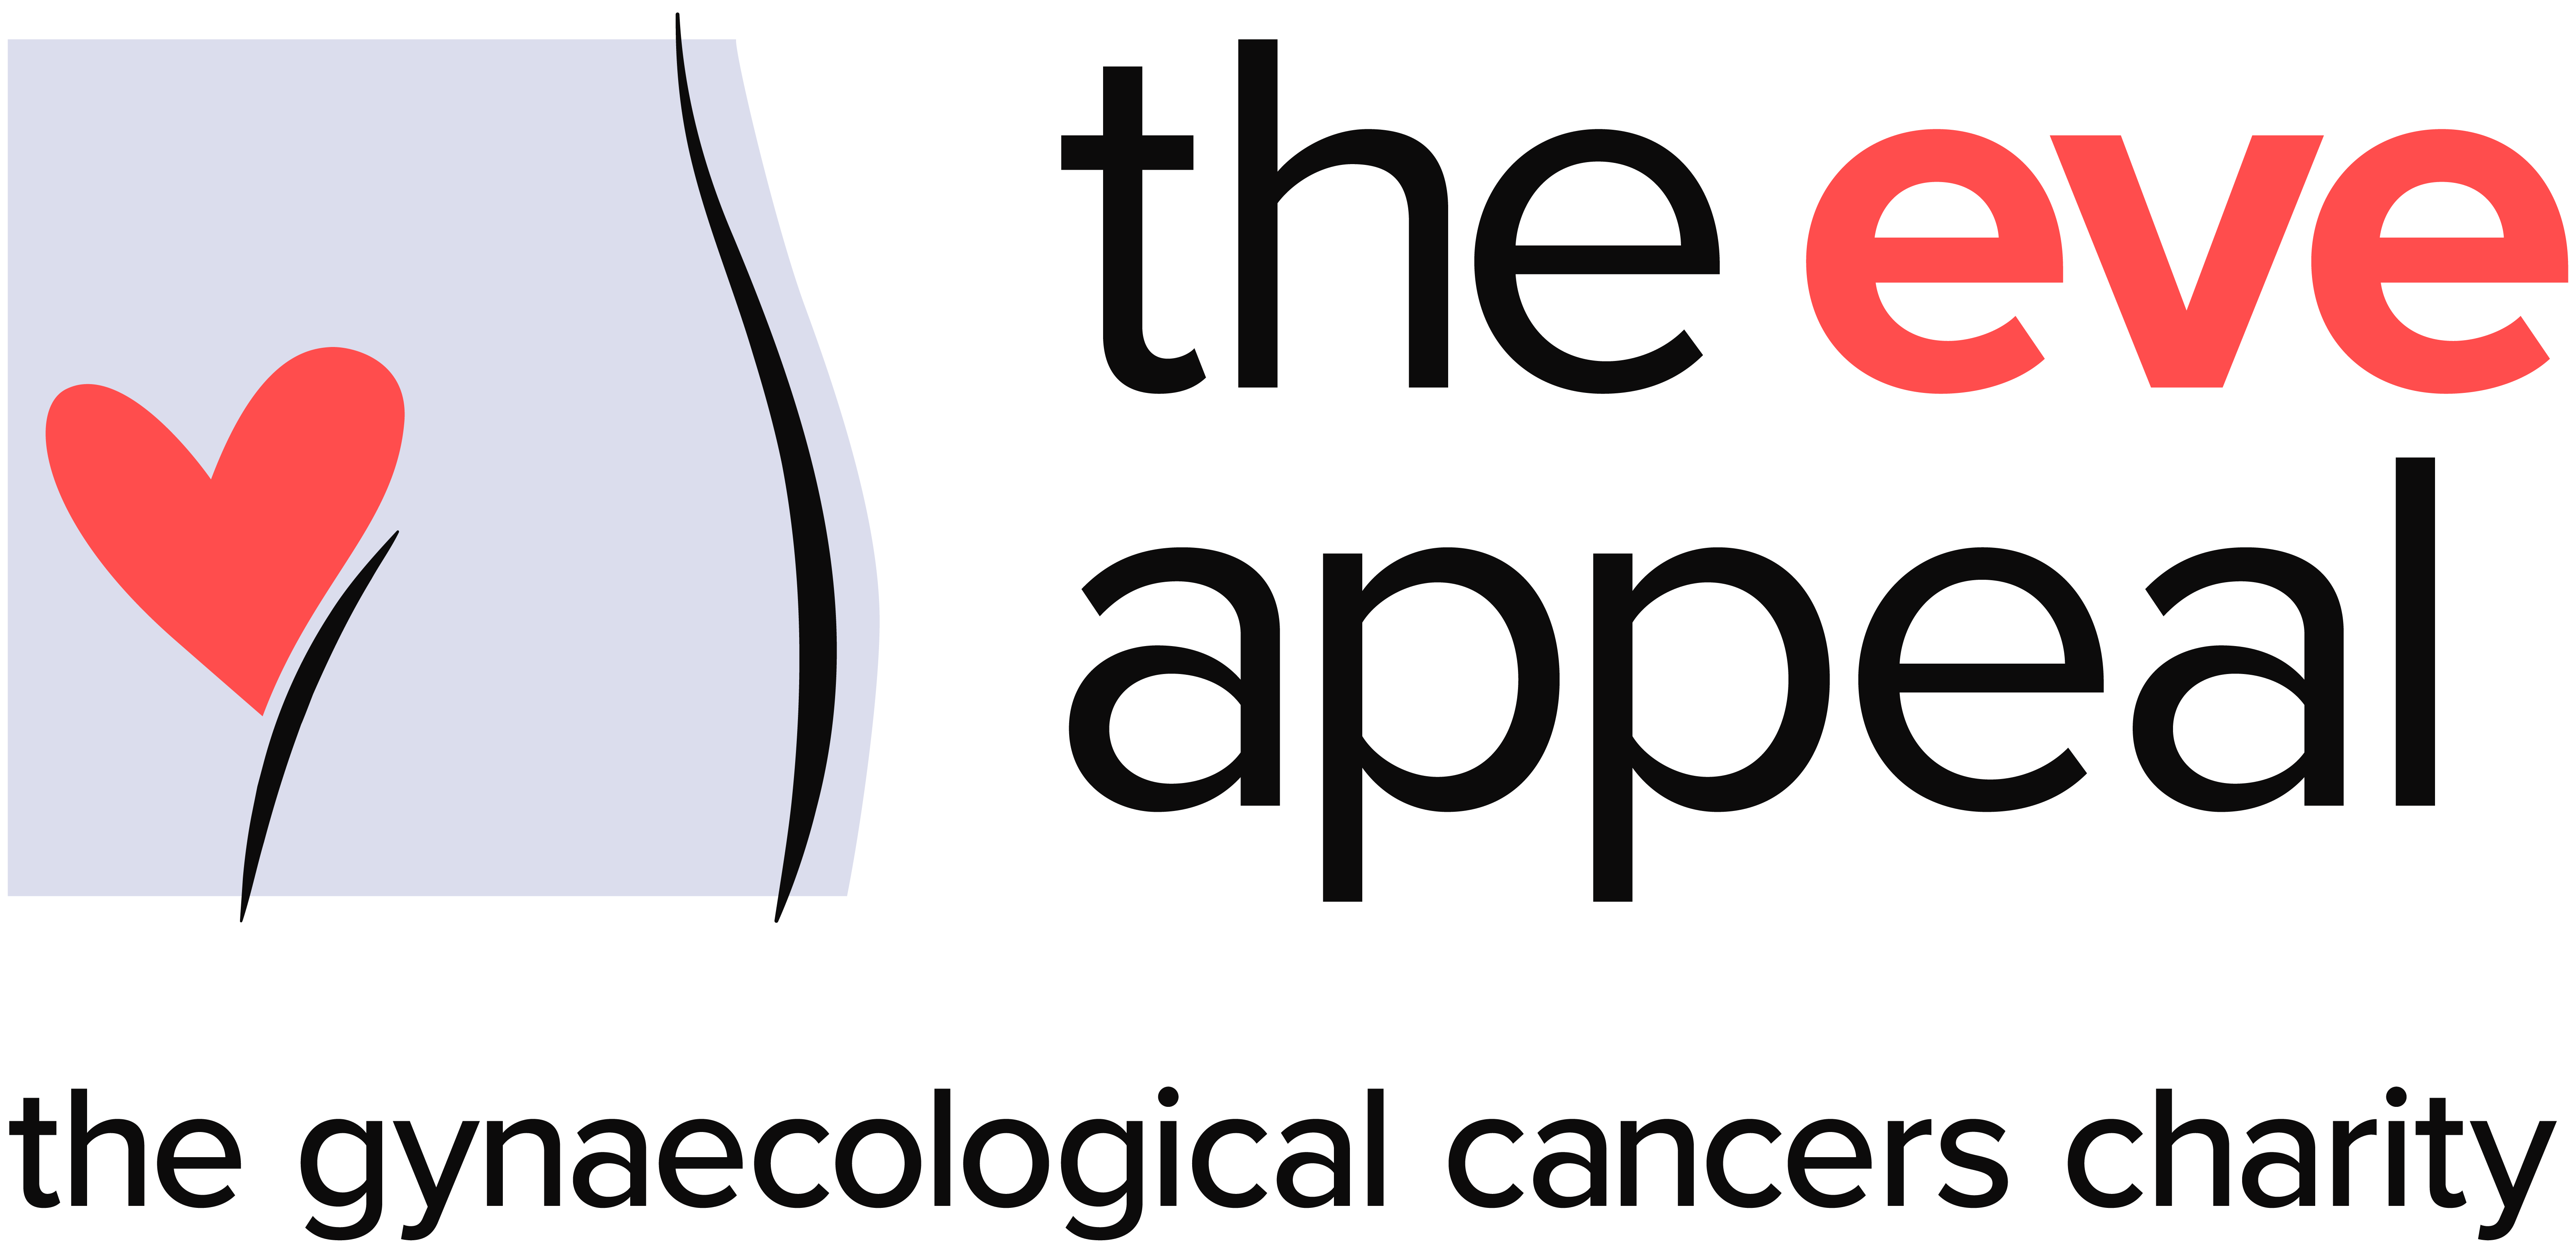 the eve
appeal
the gynaecological cancers charity